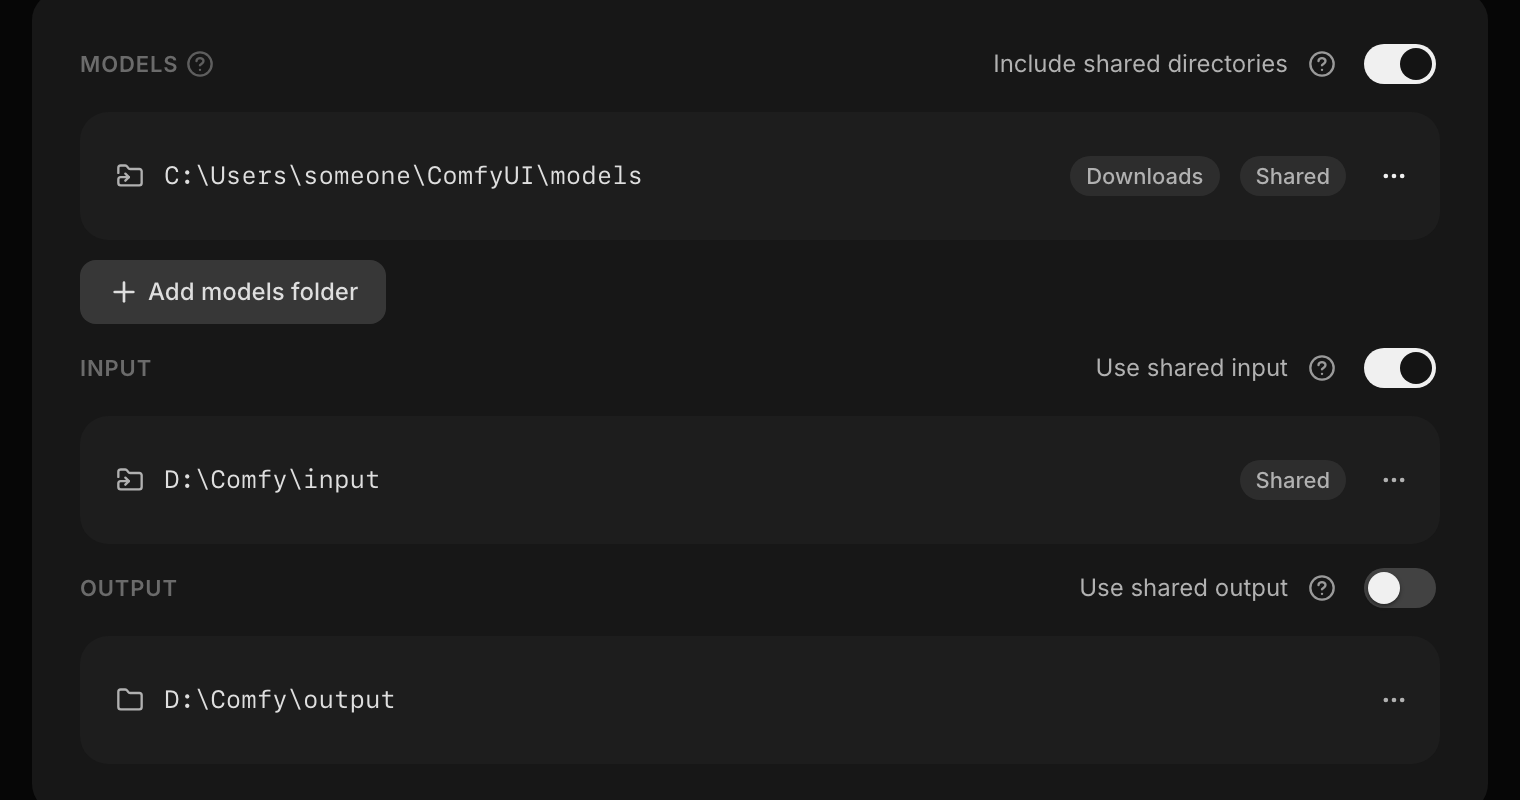 MODELS Include shared directories
C:\Users\someone\ComfyUI\models Downloads Shared
Add models folder
INPUT Use shared input
D:\Comfy\input Shared
OUTPUT Use shared output
D:\Comfy\output